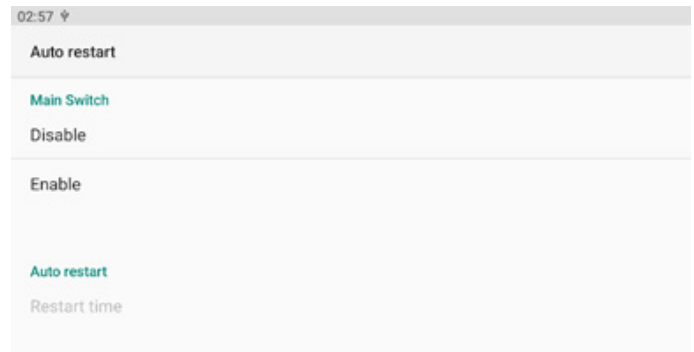 02:57
Auto restart
Main Switch
Disable
Enable
Auto restart
Restart time